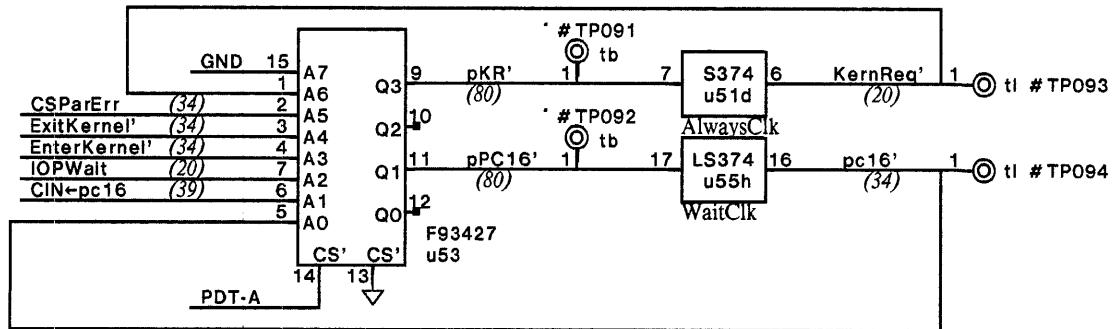 # TP091
tb
GND 15 A7
1 A6
CSParErr (34) 2 A5
ExitKernel' (34) 3 A4
EnterKernel' (34) 4 A3
IOPWait (20) 7 A2
CIN←pc16 (39) 6 A1
5 A0
Q3 9 pKR' (80) 1 7 S374 u51d 6 KernReq' (20) 1 tl # TP093
AlwaysClk
Q2 10
# TP092
tb
Q1 11 pPC16' (80) 1 17 LS374 u55h 16 pc16' (34) 1 tl # TP094
WaitClk
Q0 12
F93427
u53
CS' CS'
14 13
PDT-A